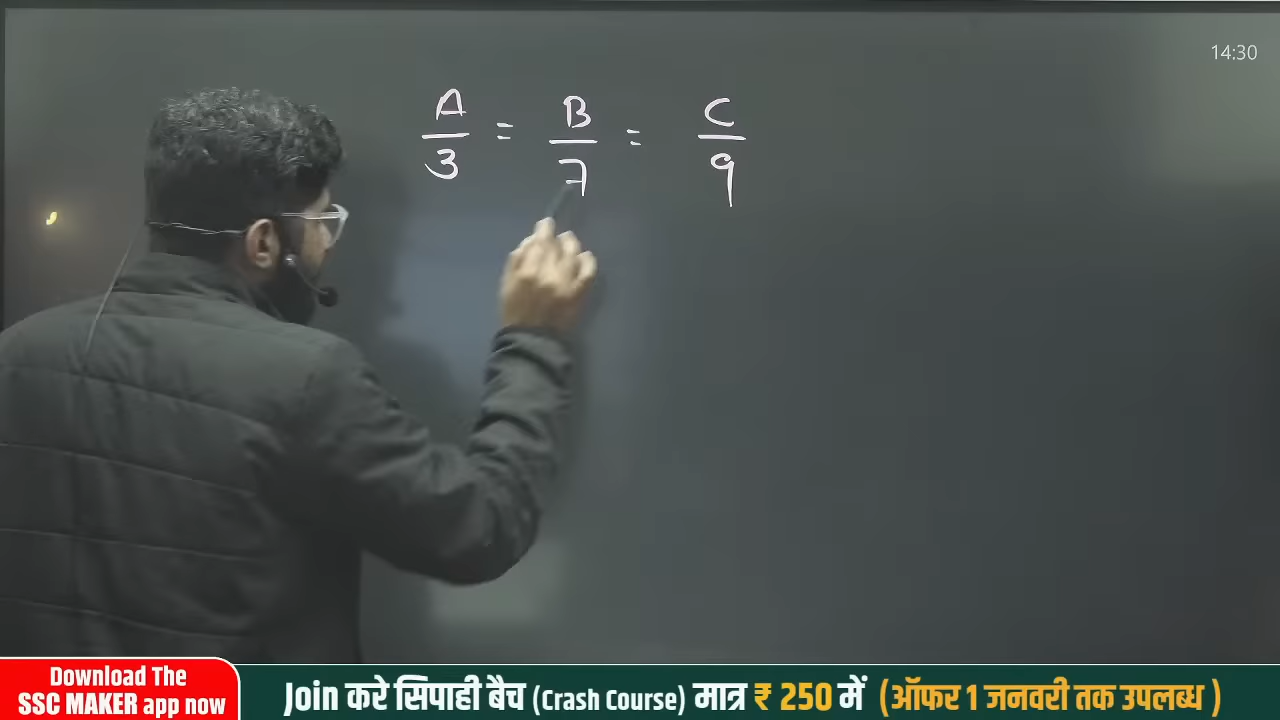 14:30
A/3 = B/7 = C/9
Download The
SSC MAKER app now
Join करे सिपाही बैच (Crash Course) मात्र ₹ 250 में (ऑफर 1 जनवरी तक उपलब्ध )